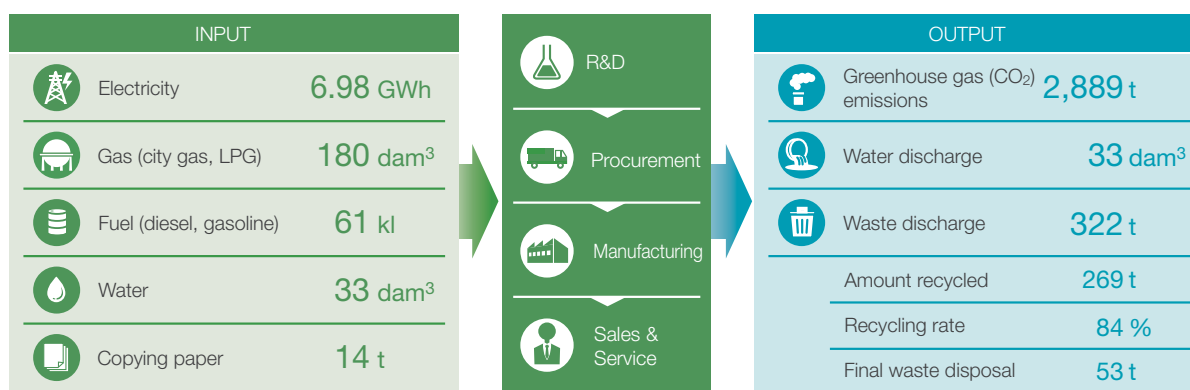 INPUT
Electricity 6.98 GWh
Gas (city gas, LPG) 180 dam³
Fuel (diesel, gasoline) 61 kl
Water 33 dam³
Copying paper 14 t
R&D
Procurement
Manufacturing
Sales &
Service
OUTPUT
Greenhouse gas (CO₂)
emissions 2,889 t
Water discharge 33 dam³
Waste discharge 322 t
Amount recycled 269 t
Recycling rate 84 %
Final waste disposal 53 t